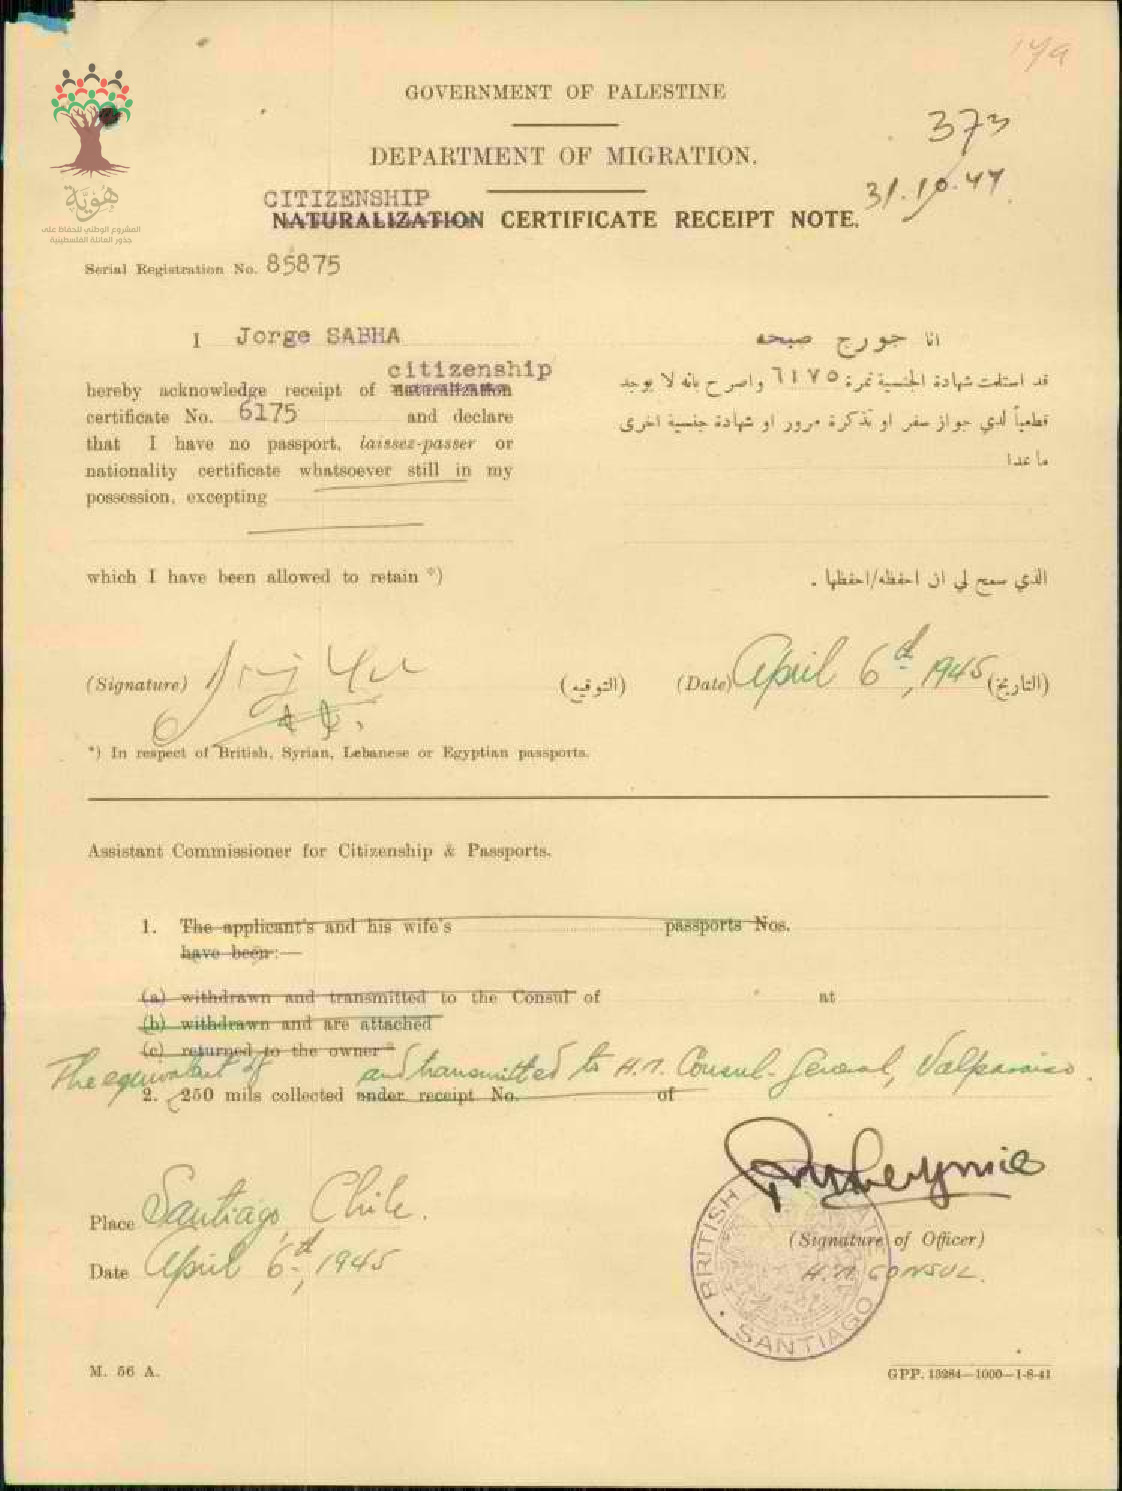 14a
GOVERNMENT OF PALESTINE
373
DEPARTMENT OF MIGRATION.
31.10.47
هُوِيَّة
المشروع الوطني للحفاظ على
جذور العائلة الفلسطينية
CITIZENSHIP
NATURALIZATION CERTIFICATE RECEIPT NOTE.
Serial Registration No. 85875
I Jorge SABHA
citizenship
hereby acknowledge receipt of naturalization
certificate No. 6175 and declare
that I have no passport, laissez-passer or
nationality certificate whatsoever still in my
possession, excepting
انا جورج صبحه
قد استلمت شهادة الجنسية نمرة ٦١٧٥ واصرح بانه لا يوجد
قطعياً لدي جواز سفر او تذكرة مرور او شهادة جنسية اخرى
ما عدا
which I have been allowed to retain *)
الذي سمح لي ان احفظه/احفظها .
(Signature) (التوقيع) (Date) April 6th, 1945 (التاريخ)
*) In respect of British, Syrian, Lebanese or Egyptian passports.
Assistant Commissioner for Citizenship & Passports.
1. The applicant's and his wife's passports Nos.
have been:—
(a) withdrawn and transmitted to the Consul of at
(b) withdrawn and are attached
(c) returned to the owner*
The equivalent of and transmitted to H.M. Consul-General, Valparaiso.
2. 250 mils collected under receipt No. of
Place Santiago, Chile.
Date April 6th, 1945
(Signature of Officer)
H.M. CONSUL.
BRITISH
SANTIAGO
M. 56 A.
GPP. 13284—1000—1-8-41